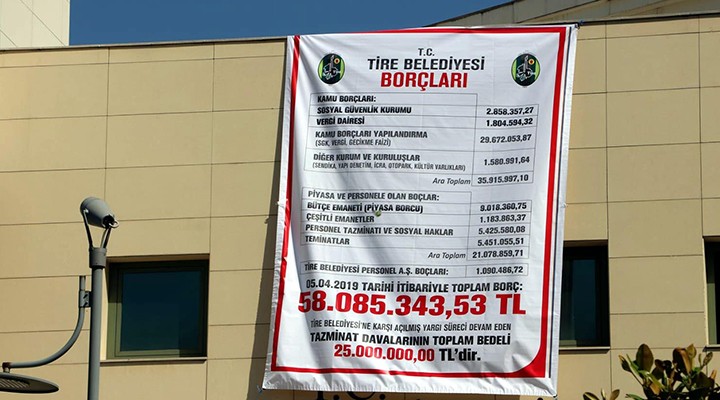 T.C.
TİRE BELEDİYESİ
BORÇLARI
KAMU BORÇLARI:
SOSYAL GÜVENLİK KURUMU 2.858.357,27
VERGİ DAİRESİ 1.804.594,32
KAMU BORÇLARI YAPILANDIRMA 29.672.053,87
(SGK, VERGİ, GECİKME FAİZİ)
DİĞER KURUM VE KURULUŞLAR 1.580.991,64
(SENDİKA, YAPI DENETİM, İCRA, OTOPARK, KÜLTÜR VARLIKLARI)
Ara Toplam 35.915.997,10
PİYASA VE PERSONELE OLAN BOÇLAR:
BÜTÇE EMANETİ (PİYASA BORCU) 9.018.360,75
ÇEŞİTLİ EMANETLER 1.183.863,37
PERSONEL TAZMİNATI VE SOSYAL HAKLAR 5.425.580,08
TEMİNATLAR 5.451.055,51
Ara Toplam 21.078.859,71
TİRE BELEDİYESİ PERSONEL A.Ş. BOÇLARI: 1.090.486,72
05.04.2019 TARİHİ İTİBARİYLE TOPLAM BORÇ:
58.085.343,53 TL
TİRE BELEDİYESİ'NE KARŞI AÇILMIŞ YARGI SÜRECİ DEVAM EDEN
TAZMİNAT DAVALARININ TOPLAM BEDELİ
25.000.000,00 TL'dir.
T.C.